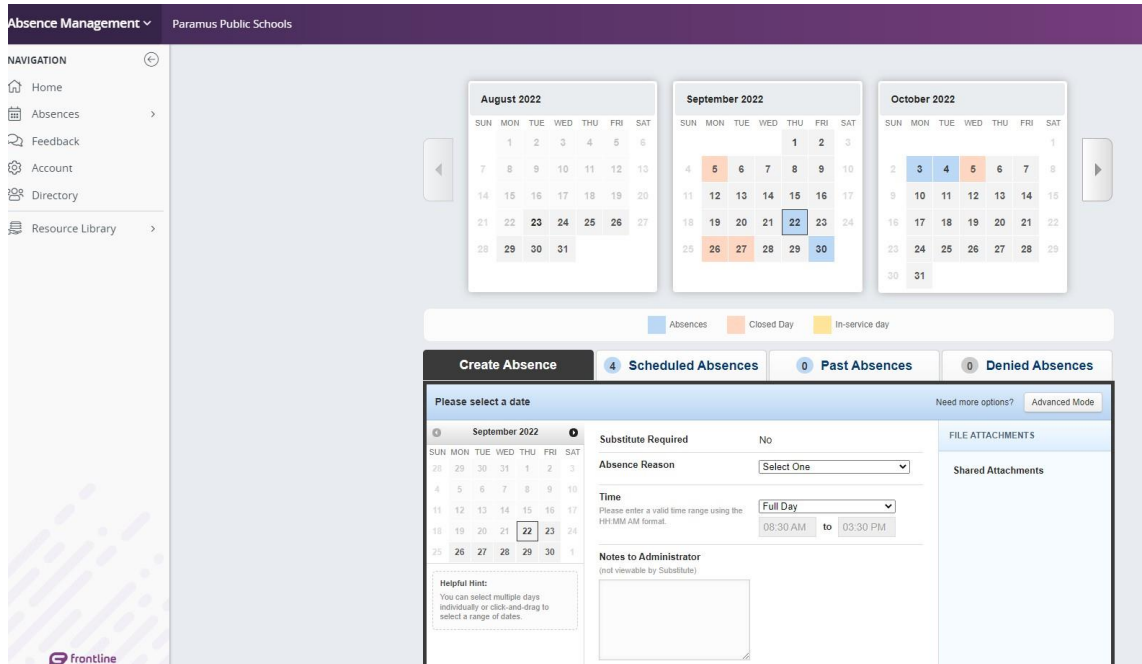 Absence Management
Paramus Public Schools
NAVIGATION
Home
Absences
Feedback
Account
Directory
Resource Library
frontline
August 2022
SUN MON TUE WED THU FRI SAT
1 2 3 4 5 6
7 8 9 10 11 12 13
14 15 16 17 18 19 20
21 22 23 24 25 26 27
28 29 30 31
September 2022
SUN MON TUE WED THU FRI SAT
1 2 3
4 5 6 7 8 9 10
11 12 13 14 15 16 17
18 19 20 21 22 23 24
25 26 27 28 29 30
October 2022
SUN MON TUE WED THU FRI SAT
1
2 3 4 5 6 7 8
9 10 11 12 13 14 15
16 17 18 19 20 21 22
23 24 25 26 27 28 29
30 31
Absences Closed Day In-service day
Create Absence
4 Scheduled Absences
0 Past Absences
0 Denied Absences
Please select a date
Need more options? Advanced Mode
September 2022
SUN MON TUE WED THU FRI SAT
28 29 30 31 1 2 3
4 5 6 7 8 9 10
11 12 13 14 15 16 17
18 19 20 21 22 23 24
25 26 27 28 29 30 1
Helpful Hint:
You can select multiple days
individually or click-and-drag to
select a range of dates.
Substitute Required No
Absence Reason Select One
Time
Please enter a valid time range using the
HH:MM AM format.
Full Day
08:30 AM to 03:30 PM
Notes to Administrator
(not viewable by Substitute)
FILE ATTACHMENTS
Shared Attachments